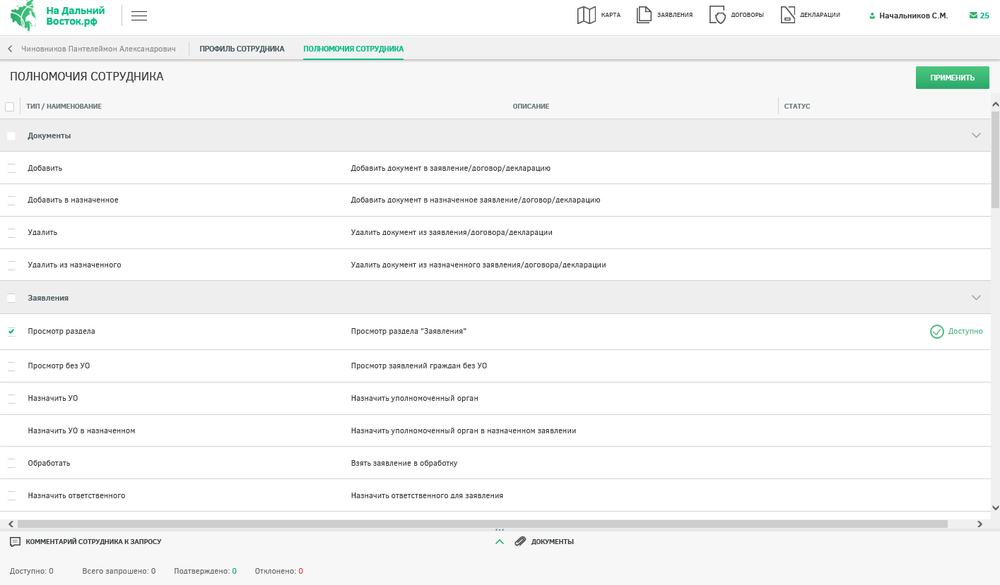 На Дальний
Восток.рф
КАРТА
ЗАЯВЛЕНИЯ
ДОГОВОРЫ
ДЕКЛАРАЦИИ
Начальников С.М.
25
Чиновников Пантелеймон Александрович
ПРОФИЛЬ СОТРУДНИКА
ПОЛНОМОЧИЯ СОТРУДНИКА
ПОЛНОМОЧИЯ СОТРУДНИКА
ПРИМЕНИТЬ
ТИП / НАИМЕНОВАНИЕ
ОПИСАНИЕ
СТАТУС
Документы
Добавить
Добавить документ в заявление/договор/декларацию
Добавить в назначенное
Добавить документ в назначенное заявление/договор/декларацию
Удалить
Удалить документ из заявления/договора/декларации
Удалить из назначенного
Удалить документ из назначенного заявления/договора/декларации
Заявления
Просмотр раздела
Просмотр раздела "Заявления"
Доступно
Просмотр без УО
Просмотр заявлений граждан без УО
Назначить УО
Назначить уполномоченный орган
Назначить УО в назначенном
Назначить уполномоченный орган в назначенном заявлении
Обработать
Взять заявление в обработку
Назначить ответственного
Назначить ответственного для заявления
КОММЕНТАРИЙ СОТРУДНИКА К ЗАПРОСУ
ДОКУМЕНТЫ
Доступно: 0
Всего запрошено: 0
Подтверждено: 0
Отклонено: 0